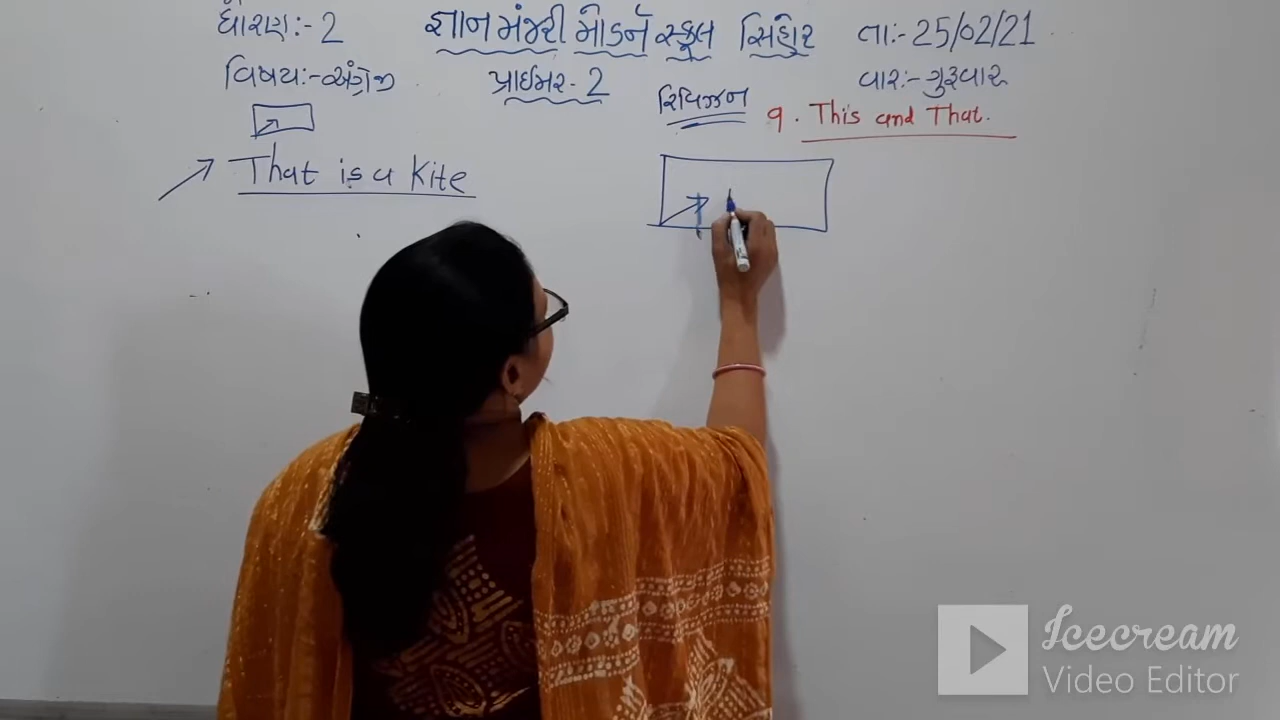 ધોરણ:-2 જ્ઞાનમંજરી મોડર્ન સ્કૂલ સિહોર તા:- 25/02/21
વિષય:-અંગ્રેજી પ્રાઈમર-2 વાર:- ગુરુવાર
રિવિઝન 9. This and That.
That is a Kite
Icecream
Video Editor